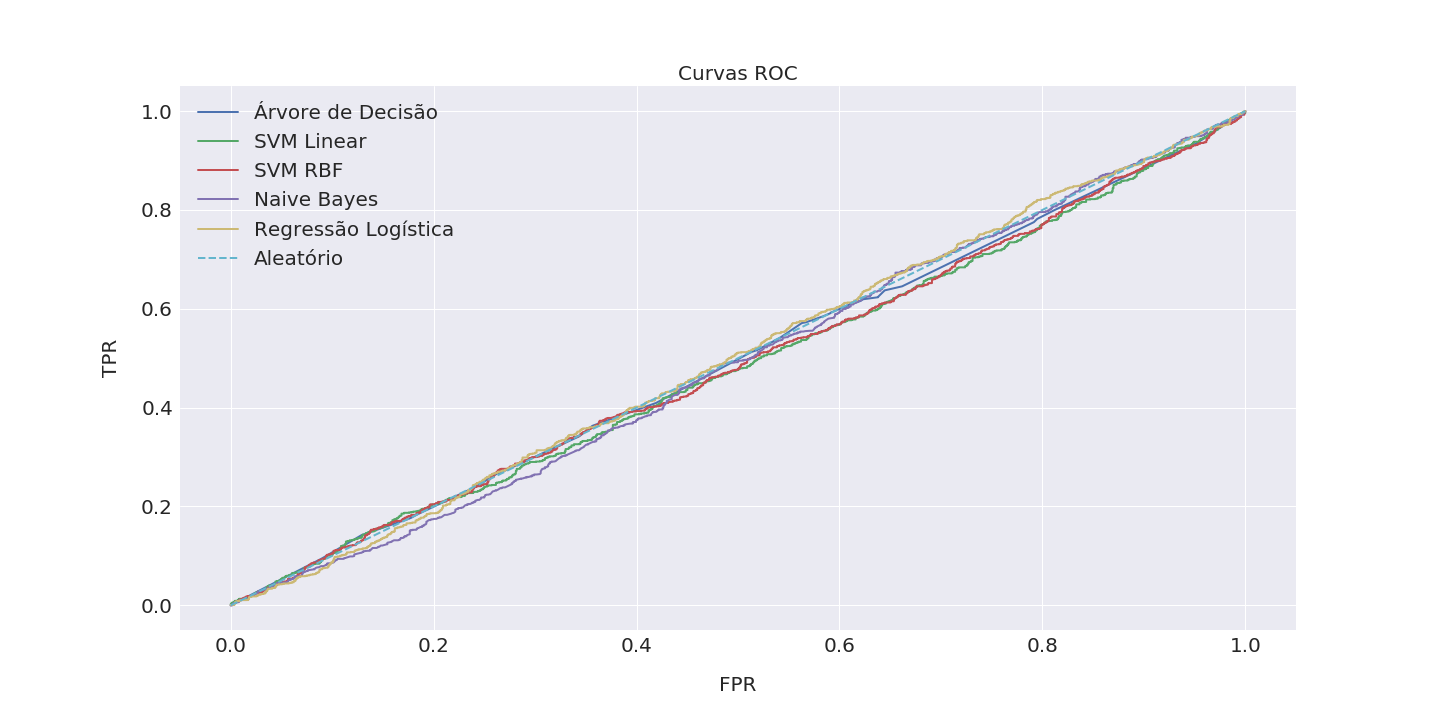 Curvas ROC
1.0
0.8
0.6
0.4
0.2
0.0
TPR
Árvore de Decisão
SVM Linear
SVM RBF
Naive Bayes
Regressão Logística
Aleatório
0.0 0.2 0.4 0.6 0.8 1.0
FPR